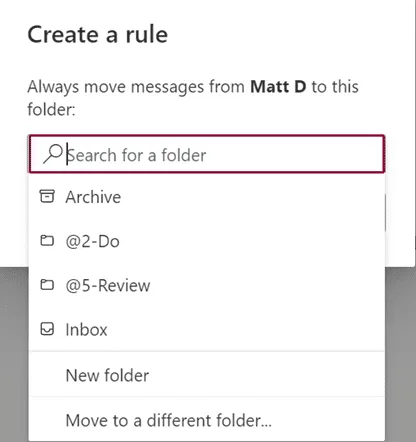 Create a rule
Always move messages from Matt D to this
folder:
Search for a folder
Archive
@2-Do
@5-Review
Inbox
New folder
Move to a different folder...